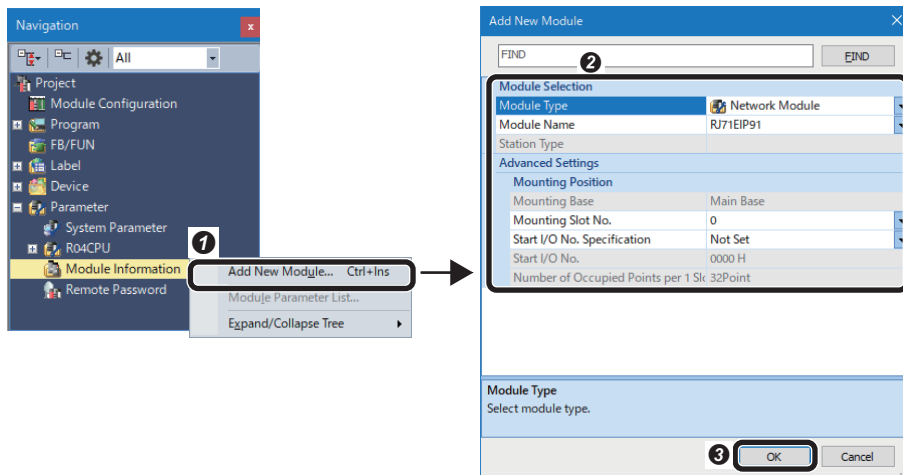 Navigation
All
Project
Module Configuration
Program
FB/FUN
Label
Device
Parameter
System Parameter
R04CPU
Module Information
Remote Password
1
Add New Module... Ctrl+Ins
Module Parameter List...
Expand/Collapse Tree
Add New Module
FIND
FIND
2
Module Selection
Module Type Network Module
Module Name RJ71EIP91
Station Type
Advanced Settings
Mounting Position
Mounting Base Main Base
Mounting Slot No. 0
Start I/O No. Specification Not Set
Start I/O No. 0000 H
Number of Occupied Points per 1 Slo 32Point
Module Type
Select module type.
3 OK Cancel